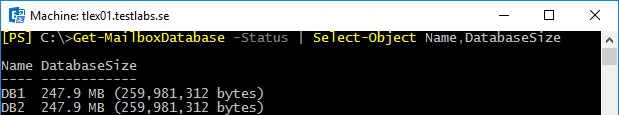 Machine: tlex01.testlabs.se
[PS] C:\>Get-MailboxDatabase -Status | Select-Object Name,DatabaseSize
Name DatabaseSize
---- ------------
DB1  247.9 MB (259,981,312 bytes)
DB2  247.9 MB (259,981,312 bytes)